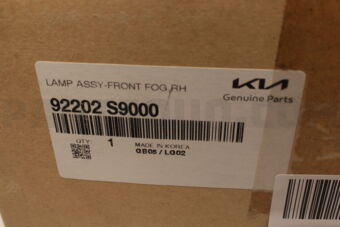 LAMP ASSY-FRONT FOG,RH
KIA
Genuine Parts
92202 S9000
QTY: 1
MADE IN KOREA
GB05 / LG02